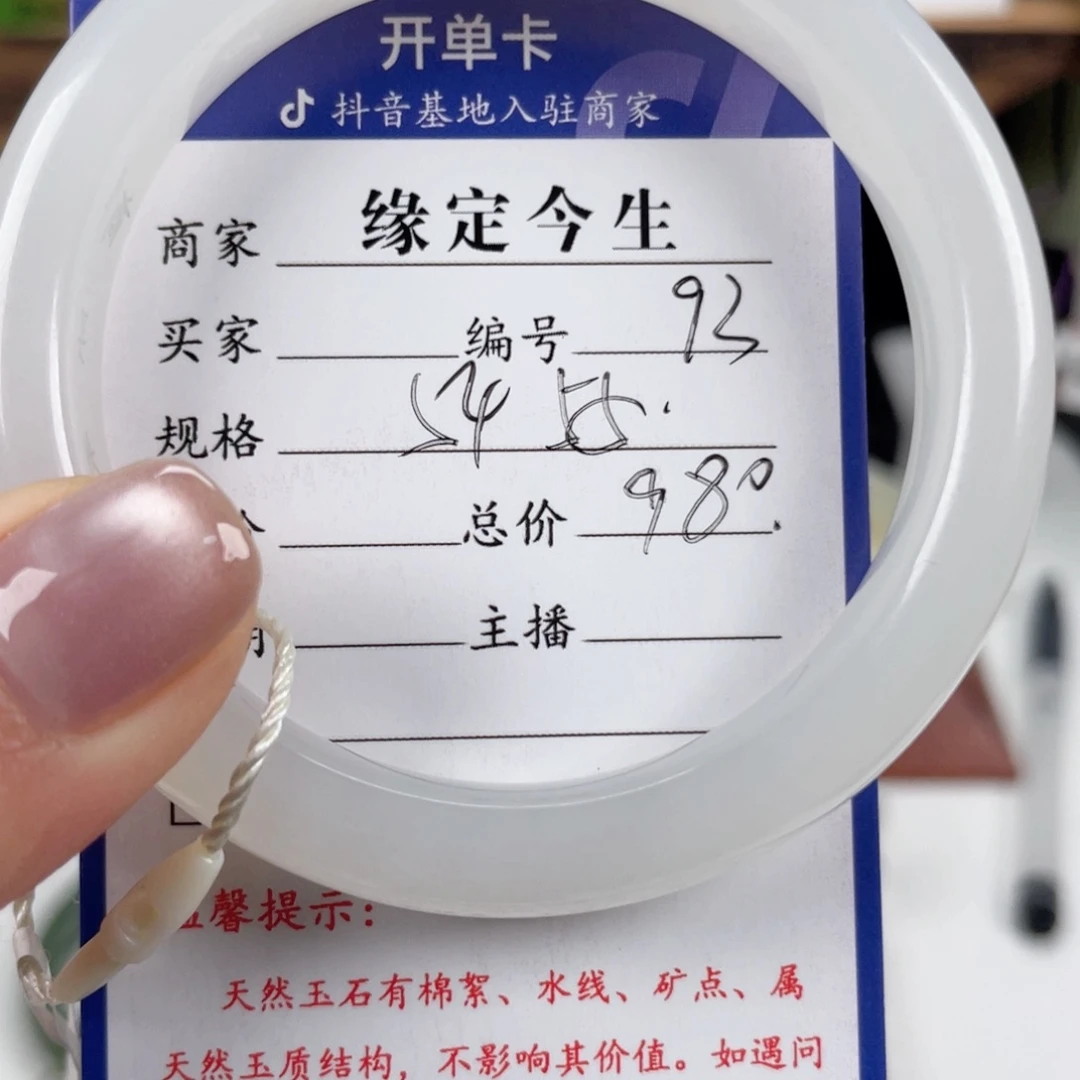 开单卡
抖音基地入驻商家
商家 缘定今生
买家 编号 93
规格 54
总价 980.
主播
馨提示：
天然玉石有棉絮、水线、矿点、属
天然玉质结构，不影响其价值。如遇问